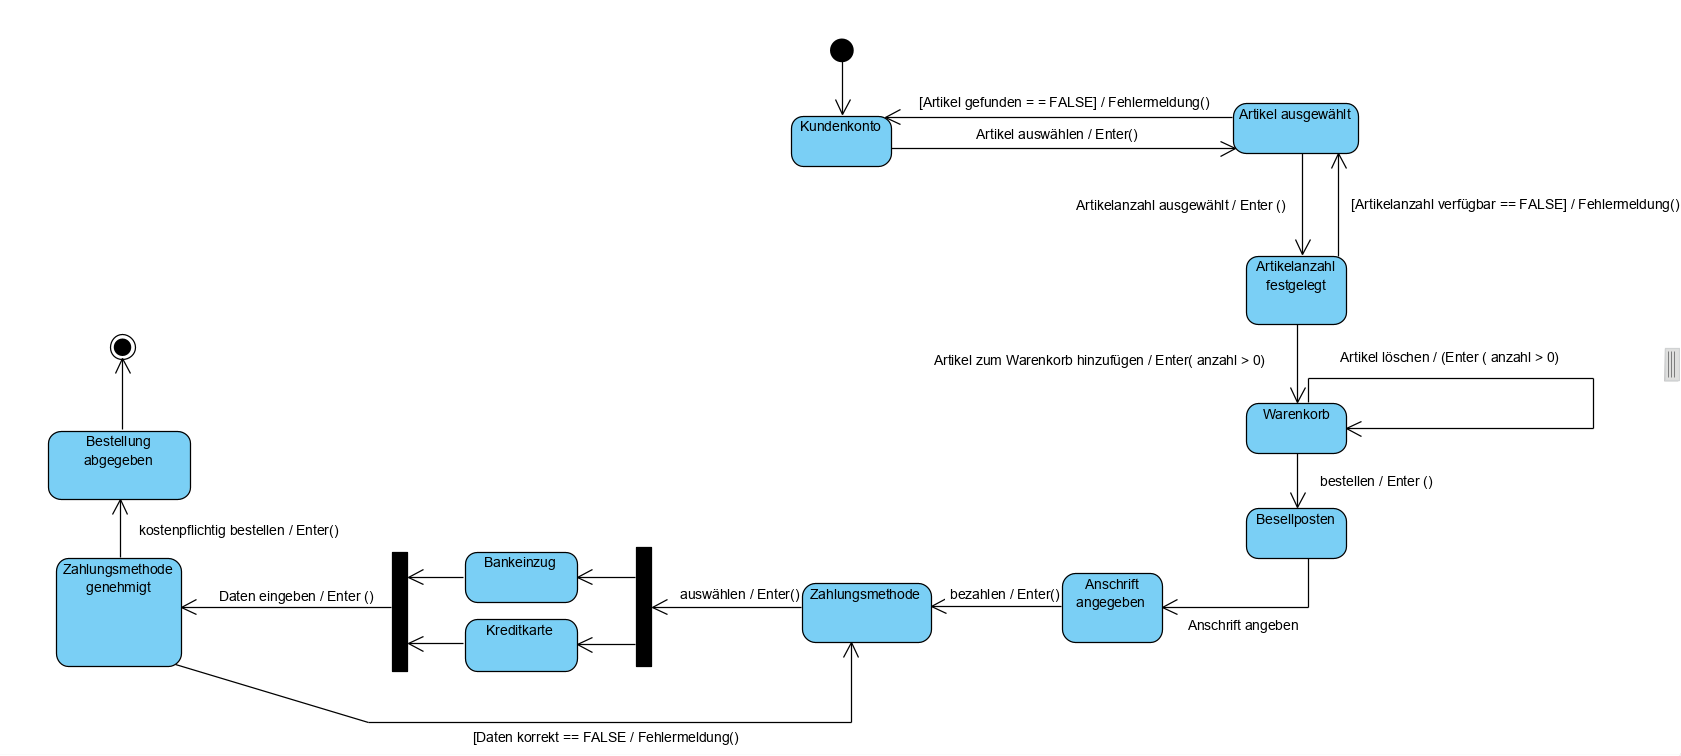 [Artikel gefunden = = FALSE] / Fehlermeldung()
Artikel ausgewählt
Kundenkonto
Artikel auswählen / Enter()
Artikelanzahl ausgewählt / Enter ()
[Artikelanzahl verfügbar == FALSE] / Fehlermeldung()
Artikelanzahl
festgelegt
Artikel zum Warenkorb hinzufügen / Enter( anzahl > 0)
Artikel löschen / (Enter ( anzahl > 0)
Warenkorb
bestellen / Enter ()
Besellposten
Anschrift
angegeben
Anschrift angeben
bezahlen / Enter()
Zahlungsmethode
auswählen / Enter()
Bankeinzug
Kreditkarte
Daten eingeben / Enter ()
Zahlungsmethode
genehmigt
[Daten korrekt == FALSE / Fehlermeldung()
kostenpflichtig bestellen / Enter()
Bestellung
abgegeben